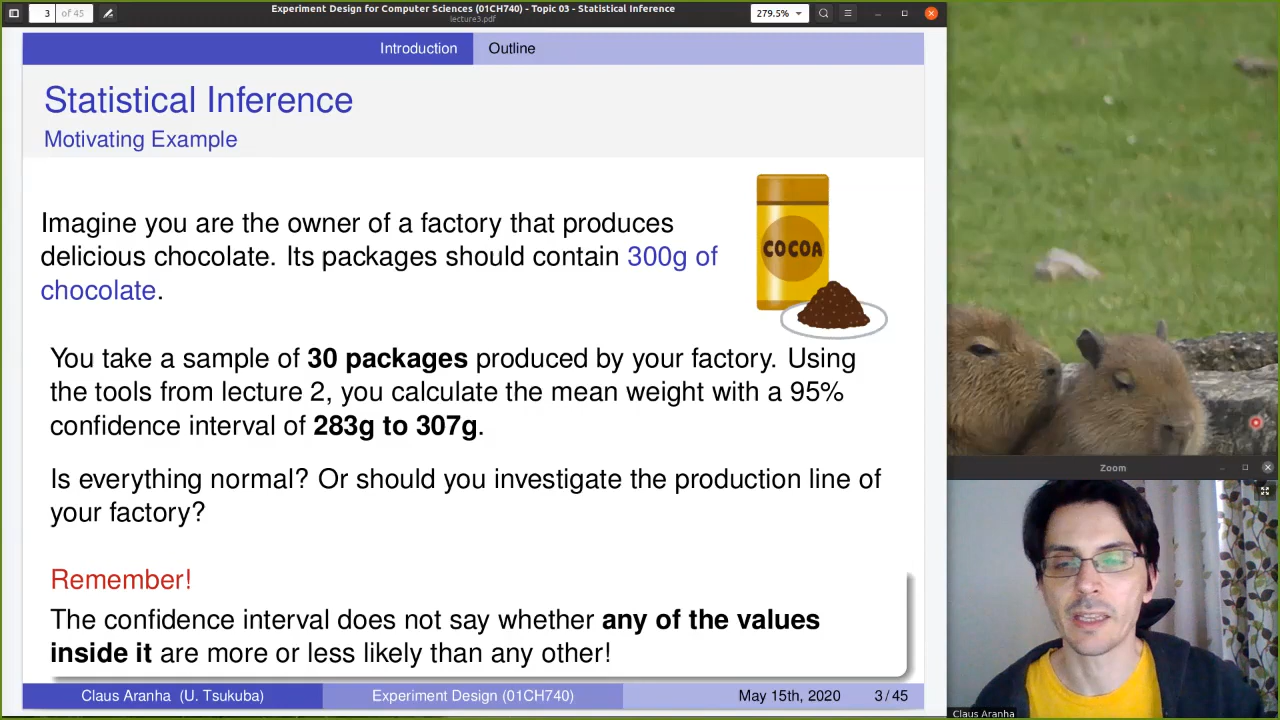 Experiment Design for Computer Sciences (01CH740) - Topic 03 - Statistical Inference
lecture3.pdf
3 of 45
279.5%
Introduction Outline
Statistical Inference
Motivating Example
Imagine you are the owner of a factory that produces
delicious chocolate. Its packages should contain 300g of
chocolate.
COCOA
You take a sample of 30 packages produced by your factory. Using
the tools from lecture 2, you calculate the mean weight with a 95%
confidence interval of 283g to 307g.
Is everything normal? Or should you investigate the production line of
your factory?
Remember!
The confidence interval does not say whether any of the values
inside it are more or less likely than any other!
Claus Aranha (U. Tsukuba) Experiment Design (01CH740) May 15th, 2020 3 / 45
Zoom
Claus Aranha